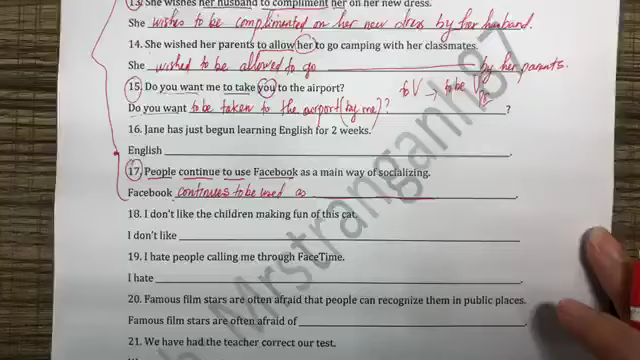 13. She wishes her husband to compliment her on her new dress.
She wishes to be complimented on her new dress by her husband.
14. She wished her parents to allow her to go camping with her classmates.
She wished to be allowed to go by her parents.
15. Do you want me to take you to the airport? to V → to be V
Do you want to be taken to the airport (by me)? ?
16. Jane has just begun learning English for 2 weeks.
English
17. People continue to use Facebook as a main way of socializing.
Facebook continues to be used as
18. I don't like the children making fun of this cat.
I don't like
19. I hate people calling me through FaceTime.
I hate
20. Famous film stars are often afraid that people can recognize them in public places.
Famous film stars are often afraid of
21. We have had the teacher correct our test.
Mrstranganh87